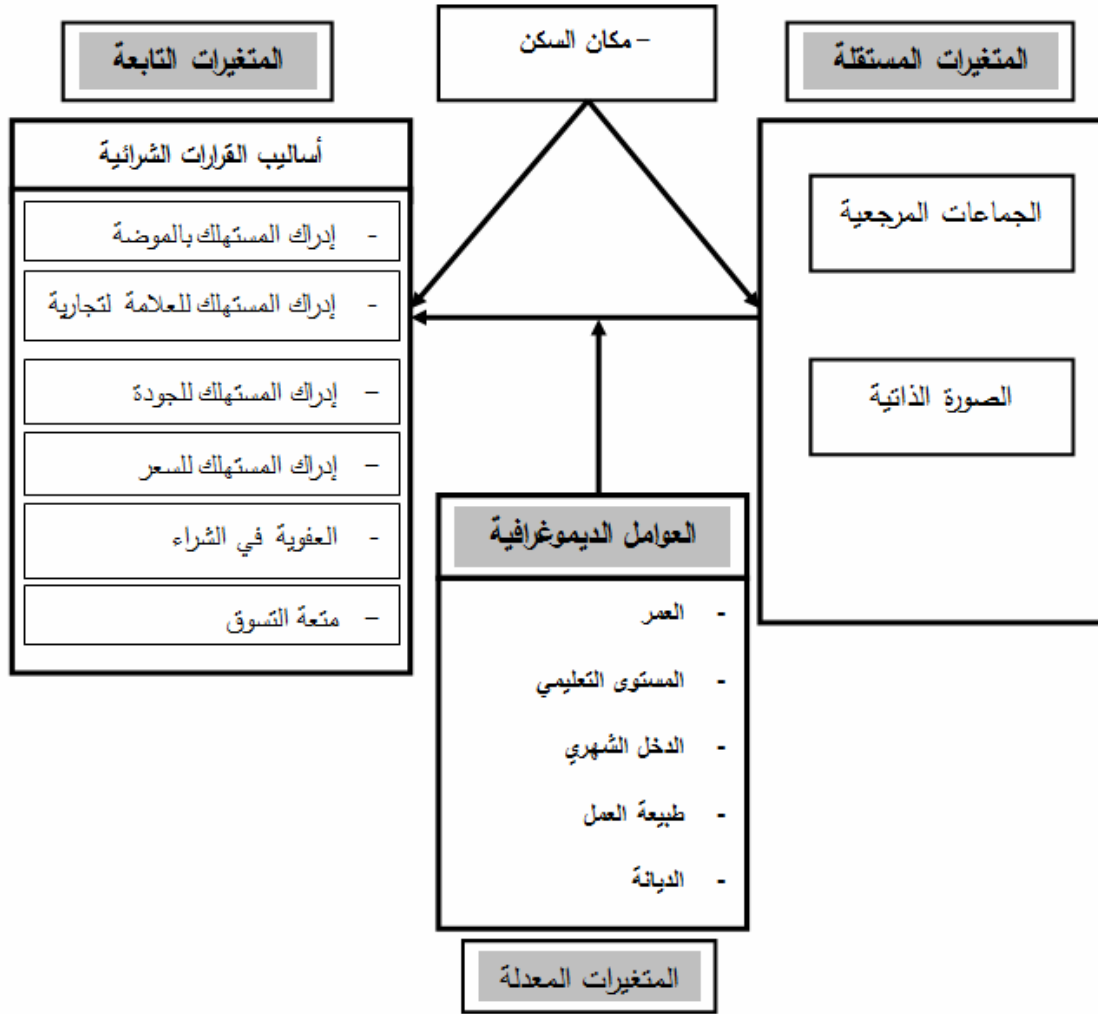 المتغيرات المستقلة
الجماعات المرجعية
الصورة الذاتية
– مكان السكن
المتغيرات التابعة
أساليب القرارات الشرائية
- إدراك المستهلك بالموضة
- إدراك المستهلك للعلامة لتجارية
– إدراك المستهلك للجودة
– إدراك المستهلك للسعر
- العفوية في الشراء
– متعة التسوق
العوامل الديموغرافية
- العمر
- المستوى التعليمي
- الدخل الشهري
- طبيعة العمل
- الديانة
المتغيرات المعدلة